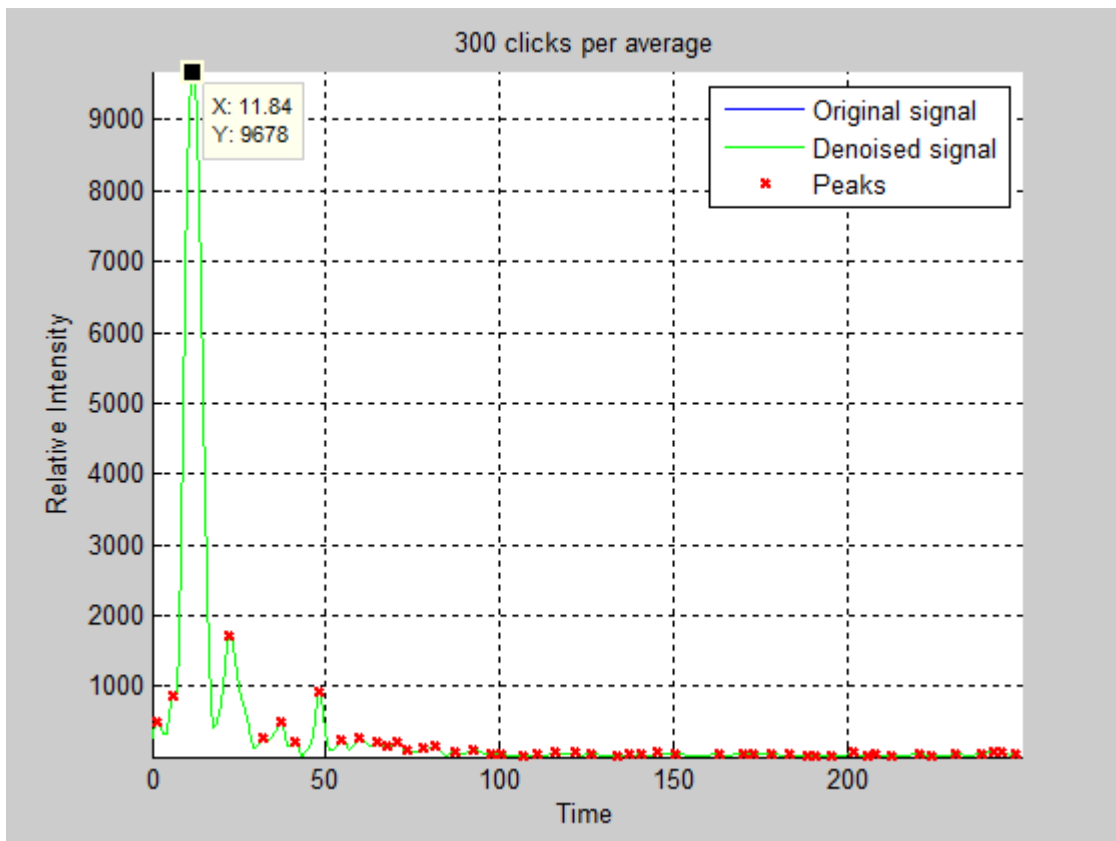 300 clicks per average
X: 11.84
Y: 9678
Original signal
Denoised signal
Peaks
9000
8000
7000
6000
5000
4000
3000
2000
1000
Relative Intensity
0 50 100 150 200
Time